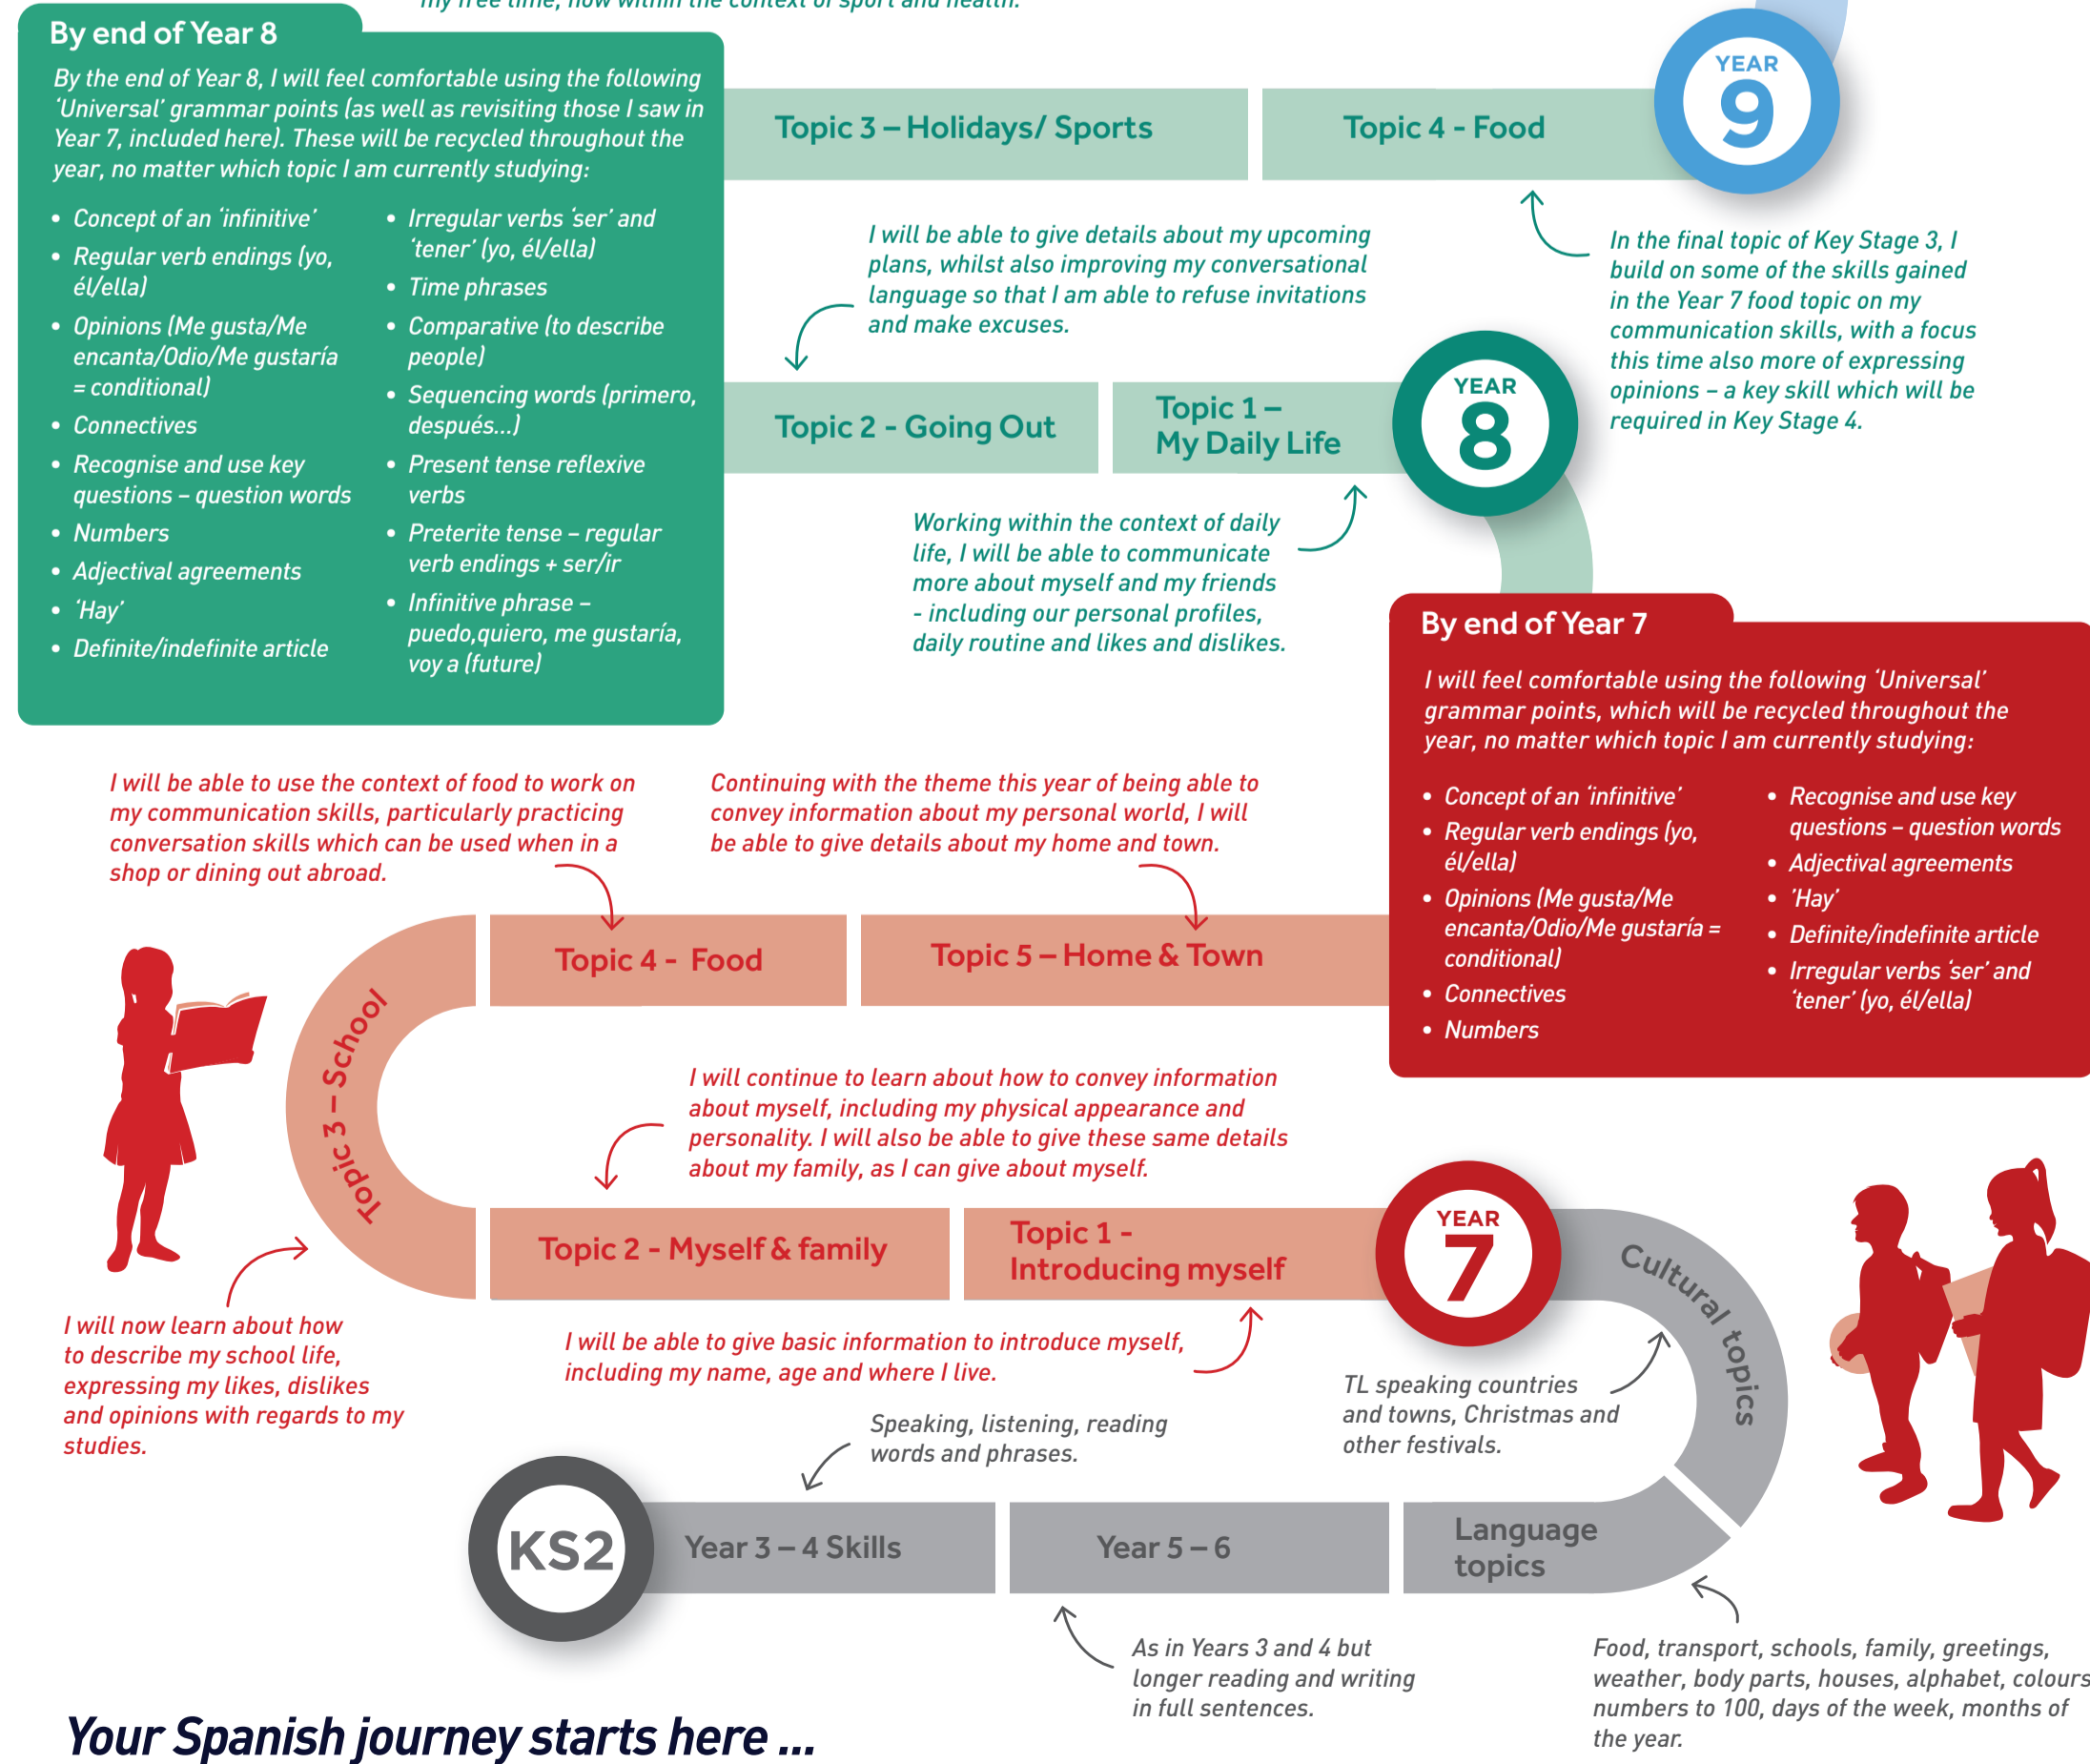 my free time, now within the context of sport and health.
By end of Year 8
By the end of Year 8, I will feel comfortable using the following
‘Universal’ grammar points (as well as revisiting those I saw in
Year 7, included here). These will be recycled throughout the
year, no matter which topic I am currently studying:
• Concept of an ‘infinitive’
• Regular verb endings (yo,
él/ella)
• Opinions (Me gusta/Me
encanta/Odio/Me gustaría
= conditional)
• Connectives
• Recognise and use key
questions – question words
• Numbers
• Adjectival agreements
• ‘Hay’
• Definite/indefinite article
• Irregular verbs ‘ser’ and
‘tener’ (yo, él/ella)
• Time phrases
• Comparative (to describe
people)
• Sequencing words (primero,
después...)
• Present tense reflexive
verbs
• Preterite tense – regular
verb endings + ser/ir
• Infinitive phrase –
puedo,quiero, me gustaría,
voy a (future)
Topic 3 – Holidays/ Sports
Topic 4 - Food
YEAR
9
I will be able to give details about my upcoming
plans, whilst also improving my conversational
language so that I am able to refuse invitations
and make excuses.
In the final topic of Key Stage 3, I
build on some of the skills gained
in the Year 7 food topic on my
communication skills, with a focus
this time also more of expressing
opinions – a key skill which will be
required in Key Stage 4.
Topic 2 - Going Out
Topic 1 –
My Daily Life
YEAR
8
Working within the context of daily
life, I will be able to communicate
more about myself and my friends
- including our personal profiles,
daily routine and likes and dislikes.
By end of Year 7
I will feel comfortable using the following ‘Universal’
grammar points, which will be recycled throughout the
year, no matter which topic I am currently studying:
• Concept of an ‘infinitive’
• Regular verb endings (yo,
él/ella)
• Opinions (Me gusta/Me
encanta/Odio/Me gustaría =
conditional)
• Connectives
• Numbers
• Recognise and use key
questions – question words
• Adjectival agreements
• ’Hay’
• Definite/indefinite article
• Irregular verbs ‘ser’ and
‘tener’ (yo, él/ella)
I will be able to use the context of food to work on
my communication skills, particularly practicing
conversation skills which can be used when in a
shop or dining out abroad.
Continuing with the theme this year of being able to
convey information about my personal world, I will
be able to give details about my home and town.
Topic 4 - Food
Topic 5 – Home & Town
Topic 3 – School
I will continue to learn about how to convey information
about myself, including my physical appearance and
personality. I will also be able to give these same details
about my family, as I can give about myself.
Topic 2 - Myself & family
Topic 1 -
Introducing myself
YEAR
7
Cultural topics
I will now learn about how
to describe my school life,
expressing my likes, dislikes
and opinions with regards to my
studies.
I will be able to give basic information to introduce myself,
including my name, age and where I live.
TL speaking countries
and towns, Christmas and
other festivals.
Speaking, listening, reading
words and phrases.
KS2
Year 3 – 4 Skills
Year 5 – 6
Language
topics
As in Years 3 and 4 but
longer reading and writing
in full sentences.
Food, transport, schools, family, greetings,
weather, body parts, houses, alphabet, colours
numbers to 100, days of the week, months of
the year.
Your Spanish journey starts here ...